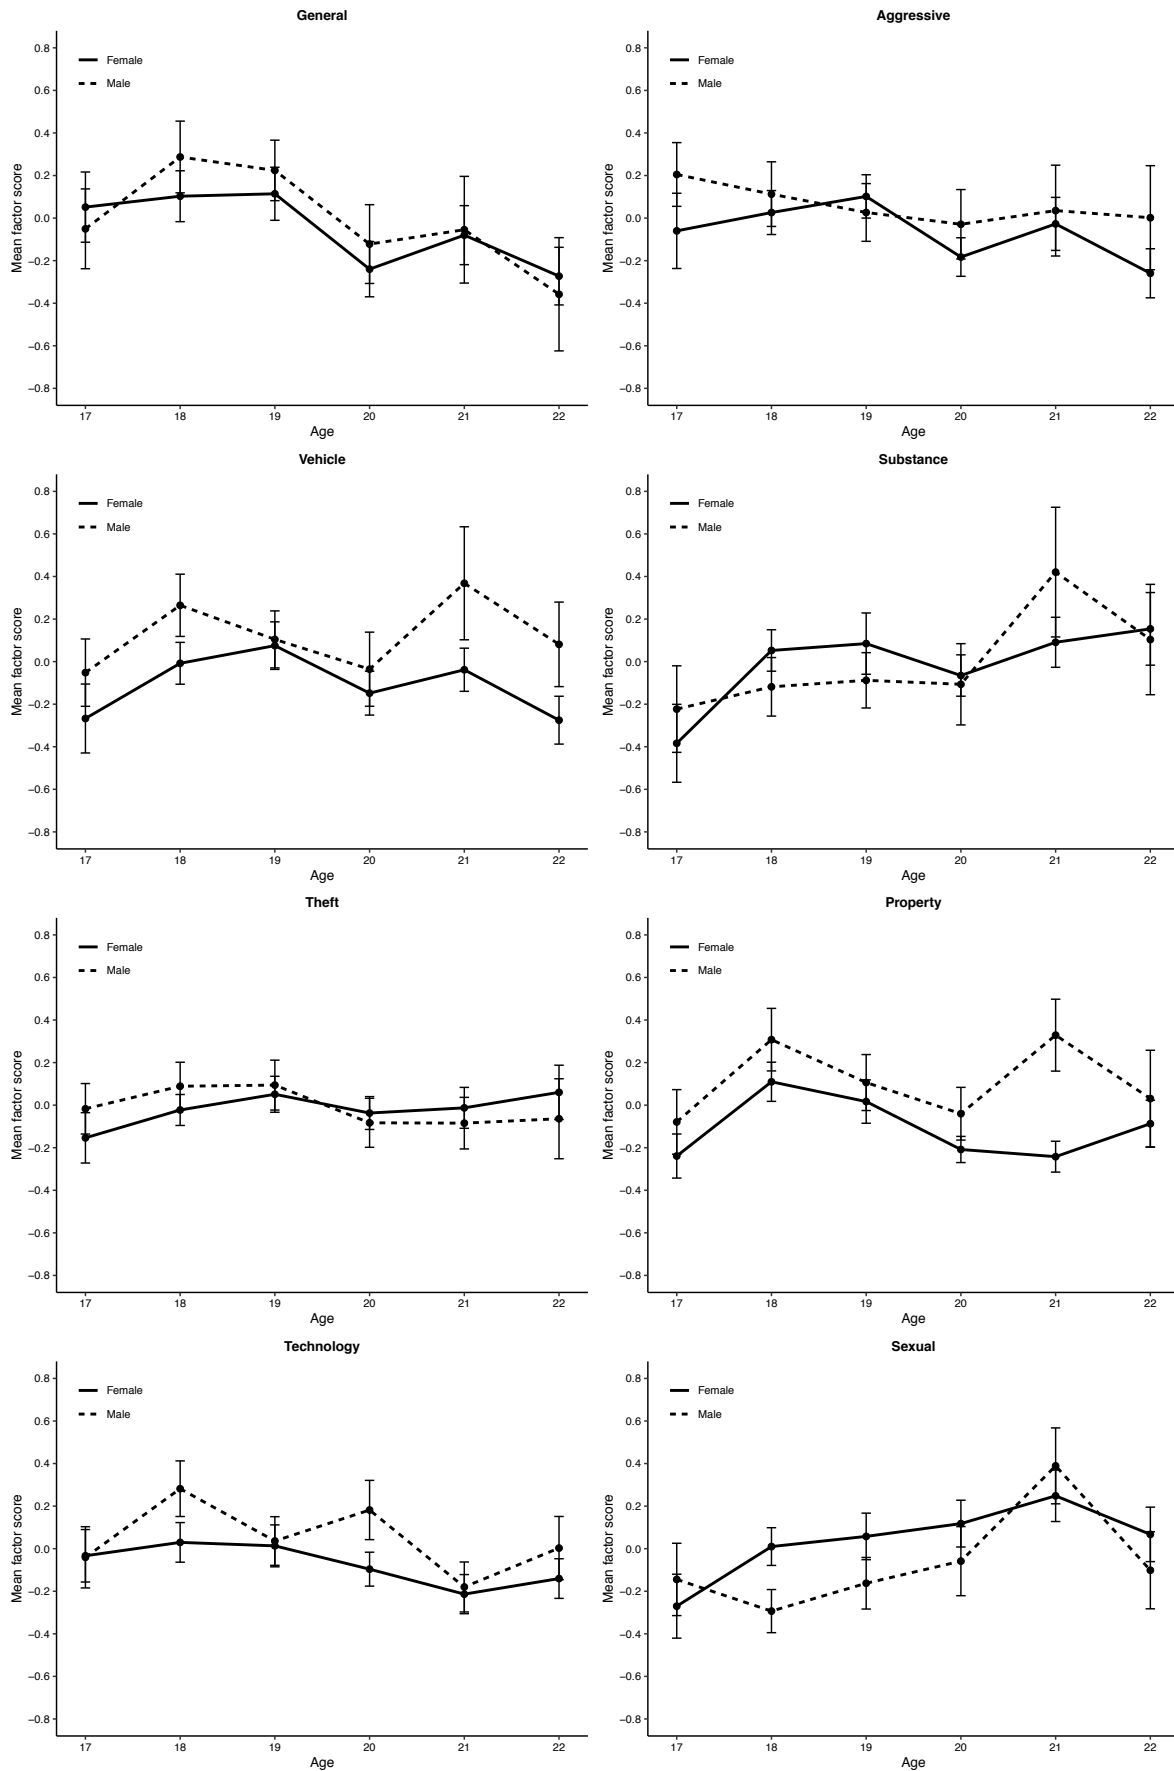 General
Female
Male
Mean factor score
0.8
0.6
0.4
0.2
0.0
−0.2
−0.4
−0.6
−0.8
17 18 19 20 21 22
Age
Aggressive
Female
Male
Mean factor score
0.8
0.6
0.4
0.2
0.0
−0.2
−0.4
−0.6
−0.8
17 18 19 20 21 22
Age
Vehicle
Female
Male
Mean factor score
0.8
0.6
0.4
0.2
0.0
−0.2
−0.4
−0.6
−0.8
17 18 19 20 21 22
Age
Substance
Female
Male
Mean factor score
0.8
0.6
0.4
0.2
0.0
−0.2
−0.4
−0.6
−0.8
17 18 19 20 21 22
Age
Theft
Female
Male
Mean factor score
0.8
0.6
0.4
0.2
0.0
−0.2
−0.4
−0.6
−0.8
17 18 19 20 21 22
Age
Property
Female
Male
Mean factor score
0.8
0.6
0.4
0.2
0.0
−0.2
−0.4
−0.6
−0.8
17 18 19 20 21 22
Age
Technology
Female
Male
Mean factor score
0.8
0.6
0.4
0.2
0.0
−0.2
−0.4
−0.6
−0.8
17 18 19 20 21 22
Age
Sexual
Female
Male
Mean factor score
0.8
0.6
0.4
0.2
0.0
−0.2
−0.4
−0.6
−0.8
17 18 19 20 21 22
Age